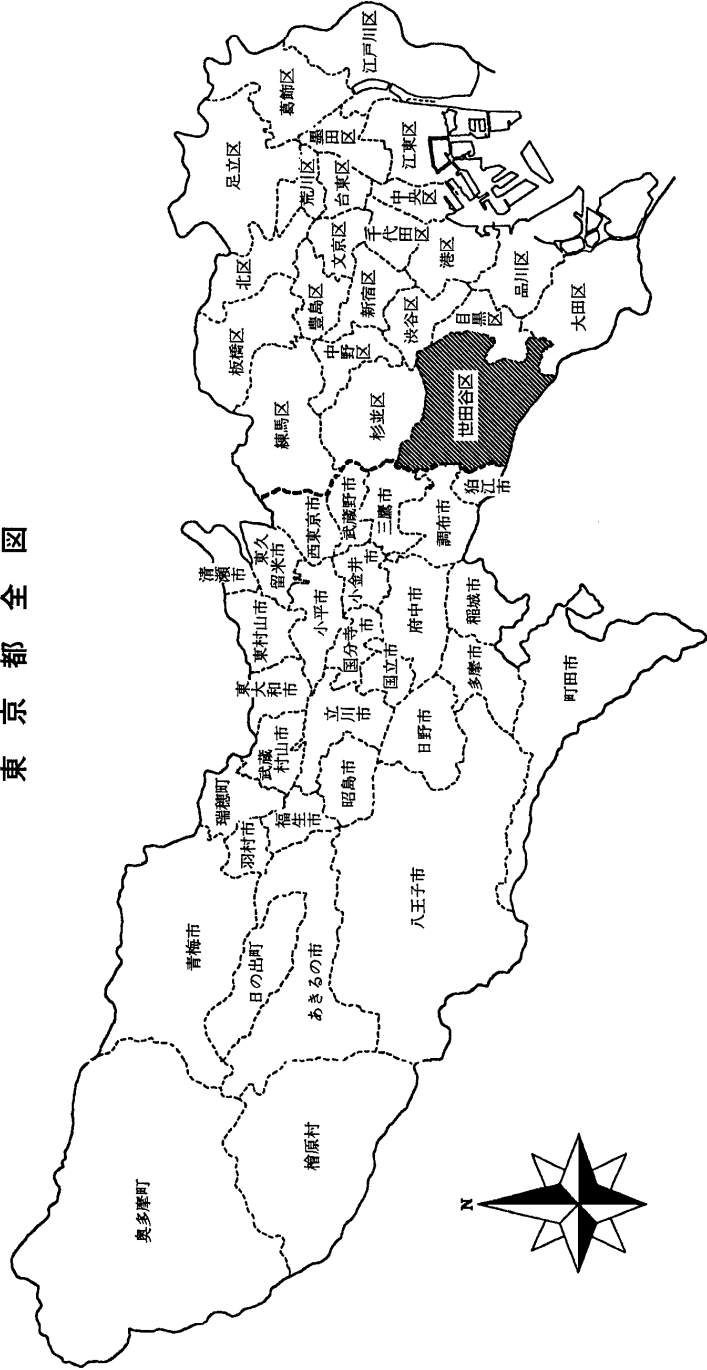 東京都全図
奥多摩町
檜原村
青梅市
日の出町
あきるの市
八王子市
瑞穂町
羽村市
福生市
昭島市
武蔵
村山市
東大和市
立川市
日野市
東村山市
小平市
国分寺市
国立市
府中市
多摩市
稲城市
町田市
清瀬市
東久
留米市
西東京市
小金井市
武蔵野市
三鷹市
調布市
狛江市
練馬区
杉並区
世田谷区
板橋区
中野区
豊島区
新宿区
渋谷区
目黒区
北区
文京区
千代田区
港区
品川区
大田区
足立区
荒川区
台東区
中央区
葛飾区
墨田区
江東区
江戸川区
N